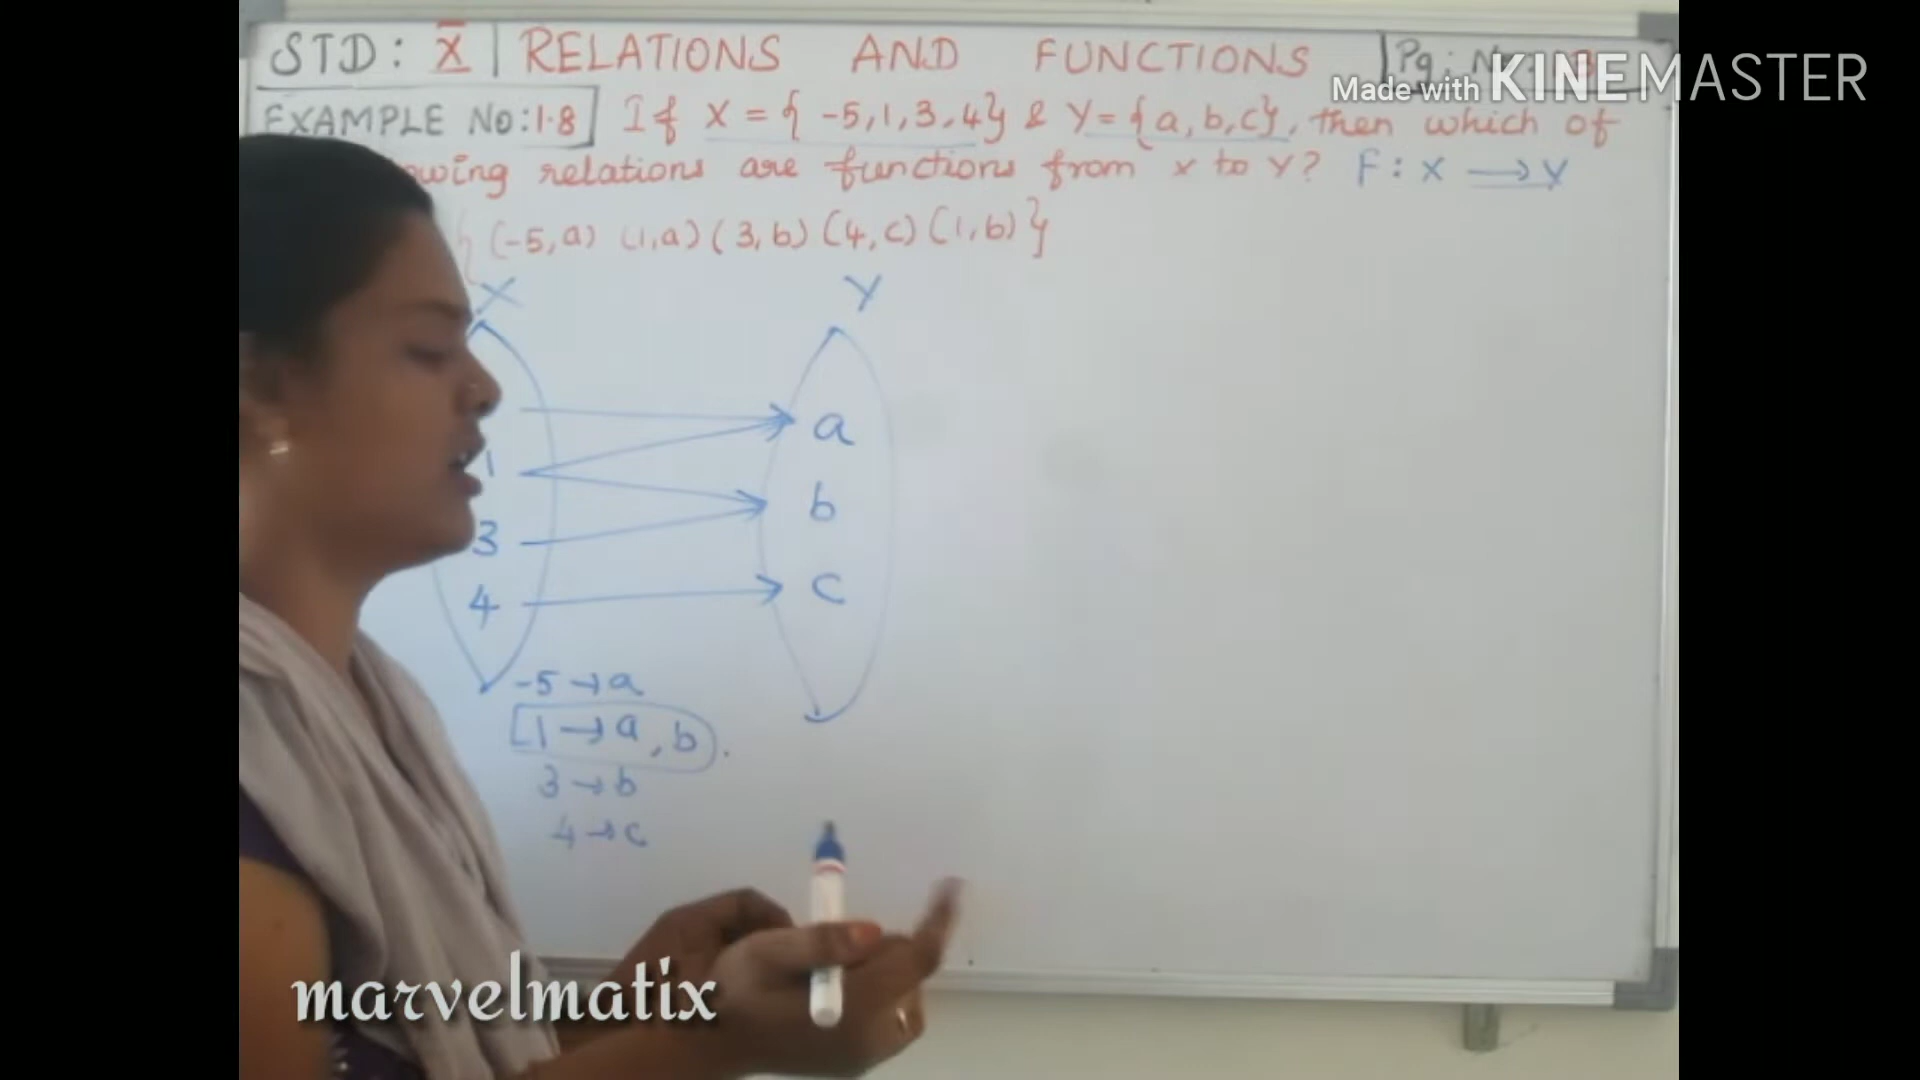 STD: X | RELATIONS AND FUNCTIONS | Pg: No
Made with KINEMASTER
EXAMPLE NO:1.8 If X = { -5,1,3,4} & Y = {a,b,c}, then which of
owing relations are functions from x to Y? F: X → Y
{ (-5,a) (1,a) (3,b) (4,c) (1,b) }
X Y
a
1
b
3
c
4
-5 → a
1 → a, b.
3 → b
4 → c
marvelmatix